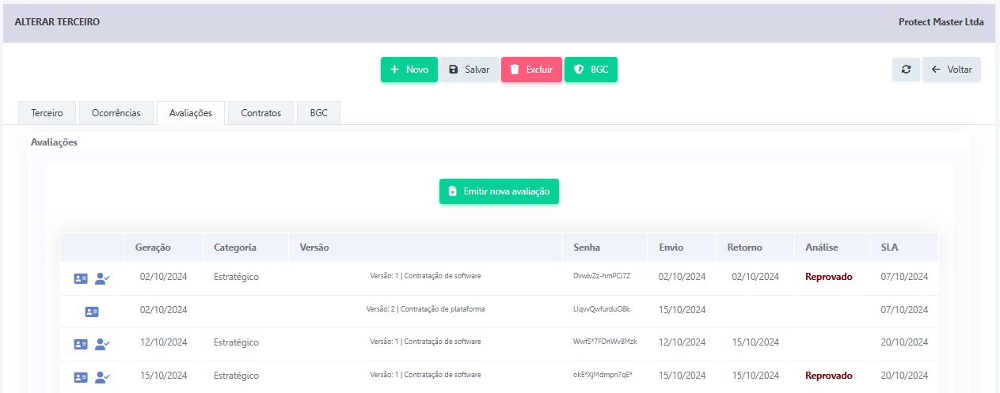 ALTERAR TERCEIRO Protect Master Ltda
Novo Salvar Excluir BGC Voltar
Terceiro Ocorrências Avaliações Contratos BGC
Avaliações
Emitir nova avaliação
Geração Categoria Versão Senha Envio Retorno Análise SLA
02/10/2024 Estratégico Versão: 1 | Contratação de software DvwivZz-hmPCi7Z 02/10/2024 02/10/2024 Reprovado 07/10/2024
02/10/2024 Versão: 2 | Contratação de plataforma 15/10/2024 07/10/2024
12/10/2024 Estratégico Versão: 1 | Contratação de software WwfS*7FDnWv8Mzk 12/10/2024 15/10/2024 20/10/2024
15/10/2024 Estratégico Versão: 1 | Contratação de software okE*XjMdmpn7qE* 15/10/2024 15/10/2024 Reprovado 20/10/2024